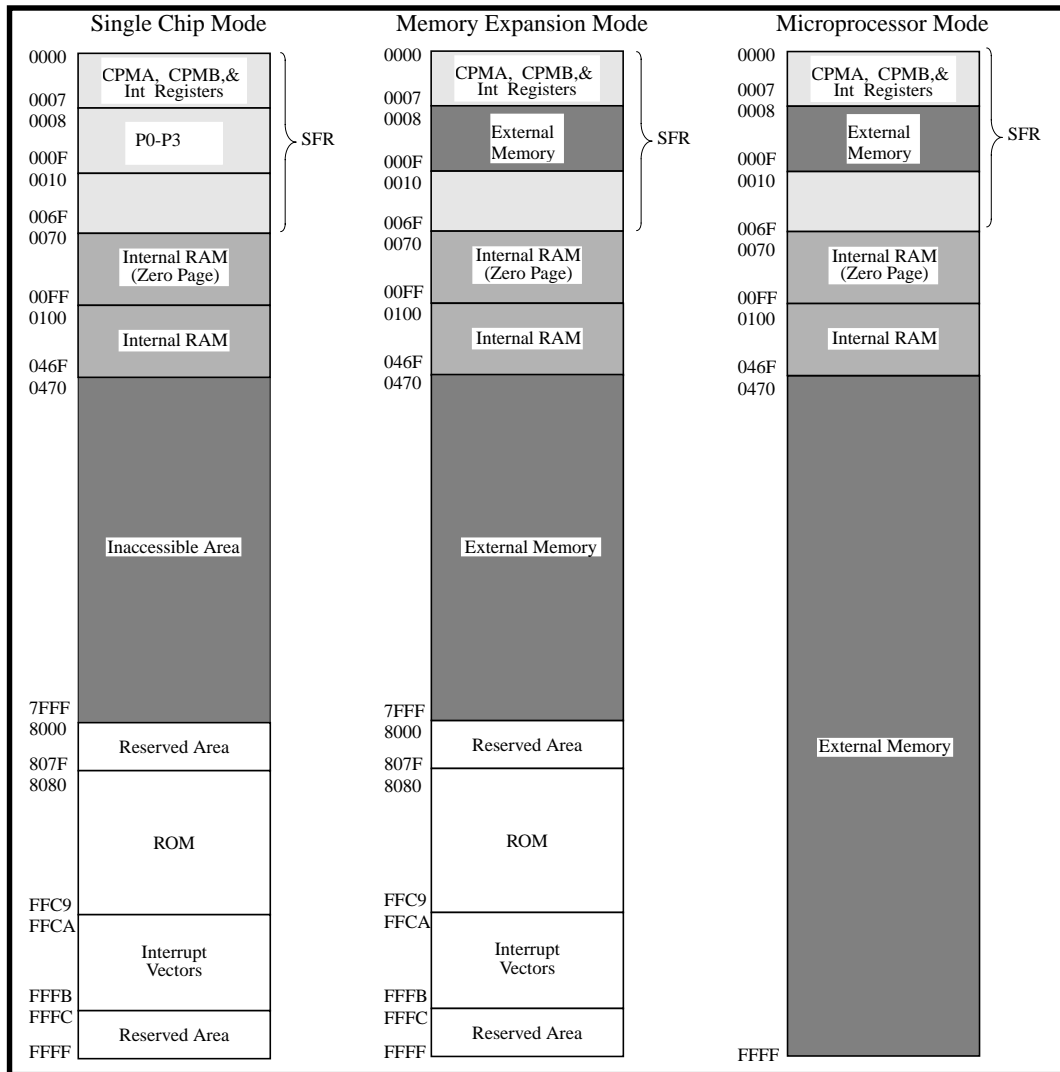 Single Chip Mode
0000
CPMA, CPMB,&
Int Registers
0007
0008
P0-P3
SFR
000F
0010
006F
0070
Internal RAM
(Zero Page)
00FF
0100
Internal RAM
046F
0470
Inaccessible Area
7FFF
8000
Reserved Area
807F
8080
ROM
FFC9
FFCA
Interrupt
Vectors
FFFB
FFFC
Reserved Area
FFFF
Memory Expansion Mode
0000
CPMA, CPMB,&
Int Registers
0007
0008
External
Memory
SFR
000F
0010
006F
0070
Internal RAM
(Zero Page)
00FF
0100
Internal RAM
046F
0470
External Memory
7FFF
8000
Reserved Area
807F
8080
ROM
FFC9
FFCA
Interrupt
Vectors
FFFB
FFFC
Reserved Area
FFFF
Microprocessor Mode
0000
CPMA, CPMB,&
Int Registers
0007
0008
External
Memory
SFR
000F
0010
006F
0070
Internal RAM
(Zero Page)
00FF
0100
Internal RAM
046F
0470
External Memory
FFFF